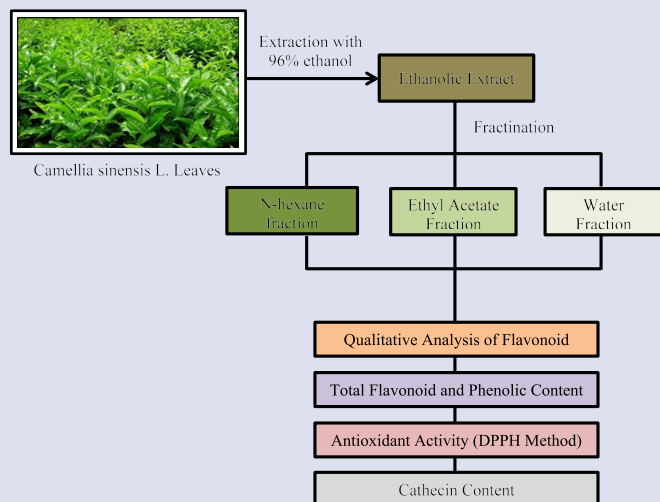 Extraction with
96% ethanol
Ethanolic Extract
Camellia sinensis L. Leaves
Fractination
N-hexane
fraction
Ethyl Acetate
Fraction
Water
Fraction
Qualitative Analysis of Flavonoid
Total Flavonoid and Phenolic Content
Antioxidant Activity (DPPH Method)
Cathecin Content